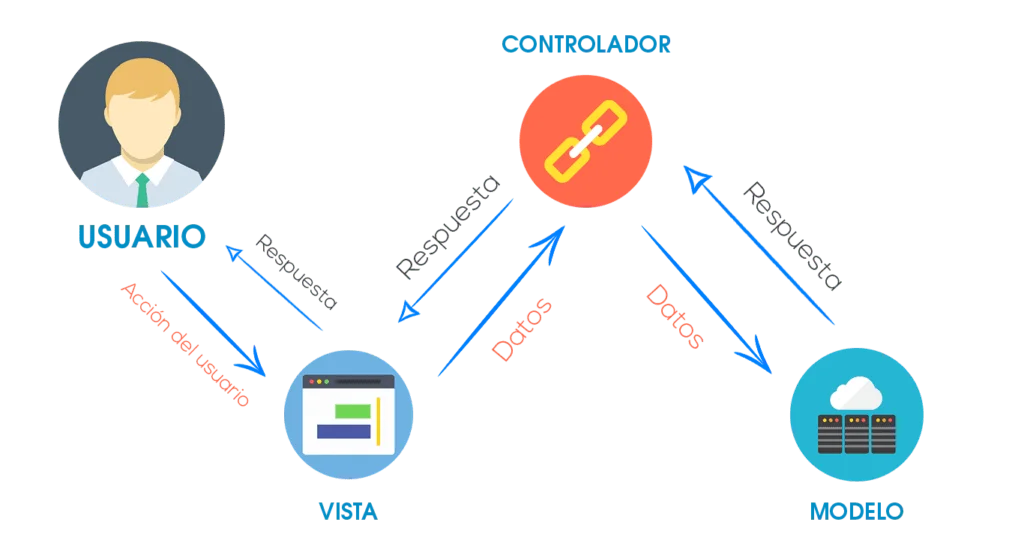 CONTROLADOR
USUARIO
Respuesta
Acción del usuario
Respuesta
Datos
Datos
Respuesta
VISTA
MODELO